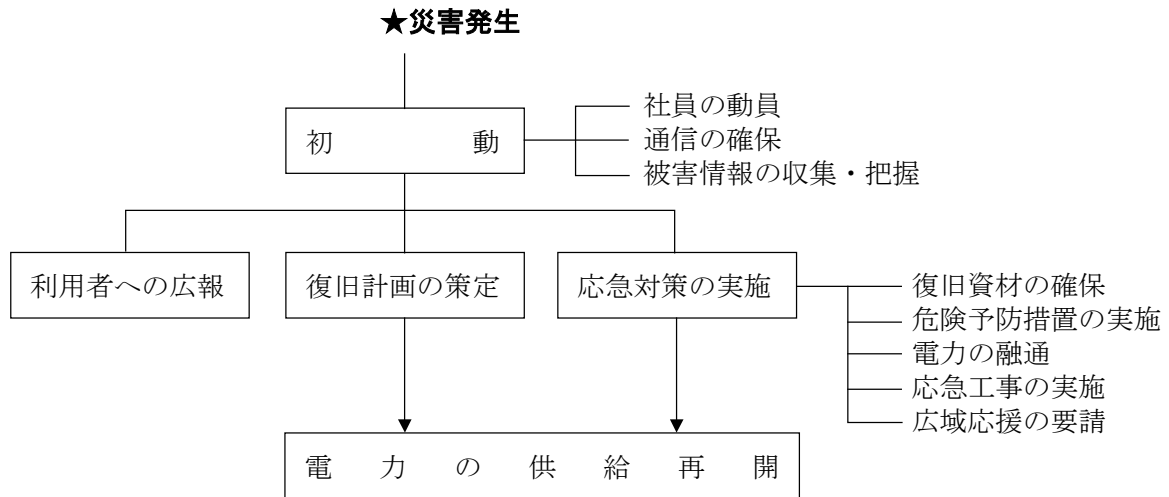 ★災害発生
初動
社員の動員
通信の確保
被害情報の収集・把握
利用者への広報
復旧計画の策定
応急対策の実施
復旧資材の確保
危険予防措置の実施
電力の融通
応急工事の実施
広域応援の要請
電力の供給再開